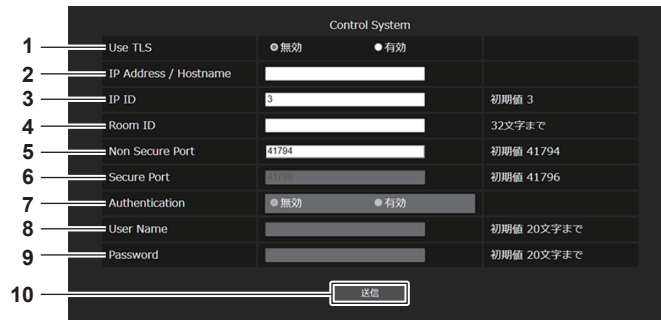 Control System
1 Use TLS 無効 有効
2 IP Address / Hostname
3 IP ID 3 初期値 3
4 Room ID 32文字まで
5 Non Secure Port 41794 初期値 41794
6 Secure Port 41796 初期値 41796
7 Authentication 無効 有効
8 User Name 初期値 20文字まで
9 Password 初期値 20文字まで
10 送信